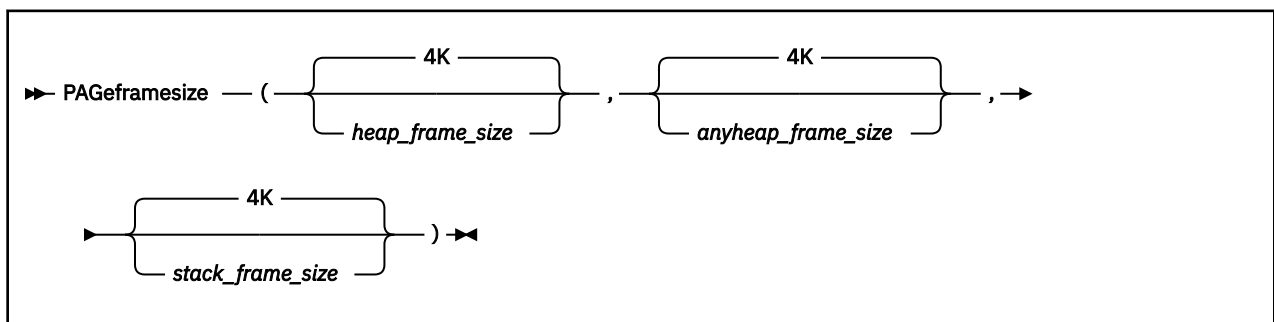 4K 4K
PAGeframesize ( , ,
heap_frame_size anyheap_frame_size
4K
)
stack_frame_size